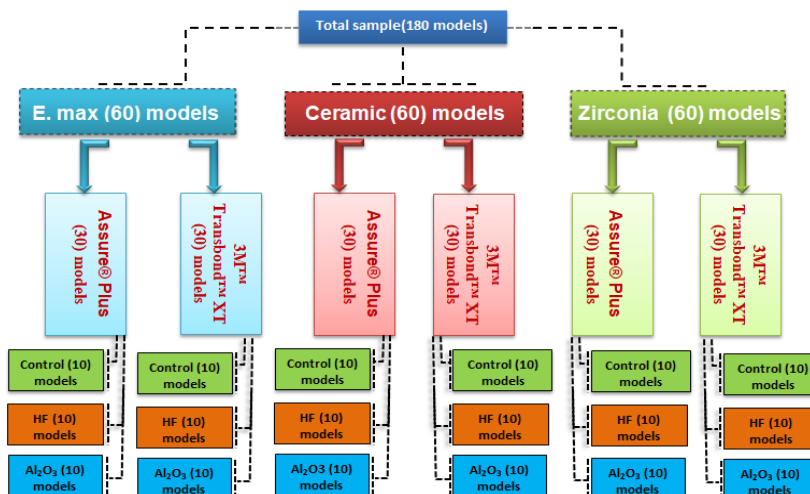 Total sample(180 models)
E. max (60) models
Ceramic (60) models
Zirconia (60) models
Assure® Plus
(30) models
3M™
Transbond™ XT
(30) models
Assure® Plus
(30) models
3M™
Transbond™ XT
(30) models
Assure® Plus
(30) models
3M™
Transbond™ XT
(30) models
Control (10)
models
Control (10)
models
Control (10)
models
Control (10)
models
Control (10)
models
Control (10)
models
HF (10)
models
HF (10)
models
HF (10)
models
HF (10)
models
HF (10)
models
HF (10)
models
Al₂O₃ (10)
models
Al₂O₃ (10)
models
Al₂O3 (10)
models
Al₂O₃ (10)
models
Al₂O₃ (10)
models
Al₂O₃ (10)
models